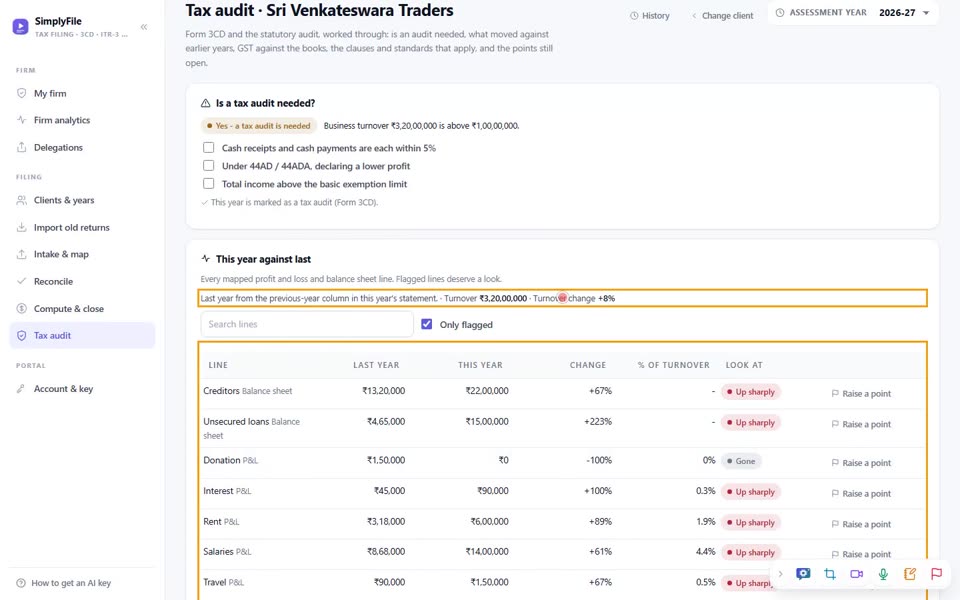 SimplyFile
TAX FILING - 3CD - ITR-3 ...
FIRM
My firm
Firm analytics
Delegations
FILING
Clients & years
Import old returns
Intake & map
Reconcile
Compute & close
Tax audit
PORTAL
Account & key
How to get an AI key
Tax audit · Sri Venkateswara Traders
History
Change client
ASSESSMENT YEAR 2026-27
Form 3CD and the statutory audit, worked through: is an audit needed, what moved against
earlier years, GST against the books, the clauses and standards that apply, and the points still
open.
Is a tax audit needed?
Yes - a tax audit is needed Business turnover ₹3,20,00,000 is above ₹1,00,00,000.
Cash receipts and cash payments are each within 5%
Under 44AD / 44ADA, declaring a lower profit
Total income above the basic exemption limit
This year is marked as a tax audit (Form 3CD).
This year against last
Every mapped profit and loss and balance sheet line. Flagged lines deserve a look.
Last year from the previous-year column in this year's statement. · Turnover ₹3,20,00,000 · Turnover change +8%
Search lines
Only flagged
LINE LAST YEAR THIS YEAR CHANGE % OF TURNOVER LOOK AT
Creditors Balance sheet ₹13,20,000 ₹22,00,000 +67% - Up sharply Raise a point
Unsecured loans Balance sheet ₹4,65,000 ₹15,00,000 +223% - Up sharply Raise a point
Donation P&L ₹1,50,000 ₹0 -100% 0% Gone Raise a point
Interest P&L ₹45,000 ₹90,000 +100% 0.3% Up sharply Raise a point
Rent P&L ₹3,18,000 ₹6,00,000 +89% 1.9% Up sharply Raise a point
Salaries P&L ₹8,68,000 ₹14,00,000 +61% 4.4% Up sharply Raise a point
Travel P&L ₹90,000 ₹1,50,000 +67% 0.5% Up sharply